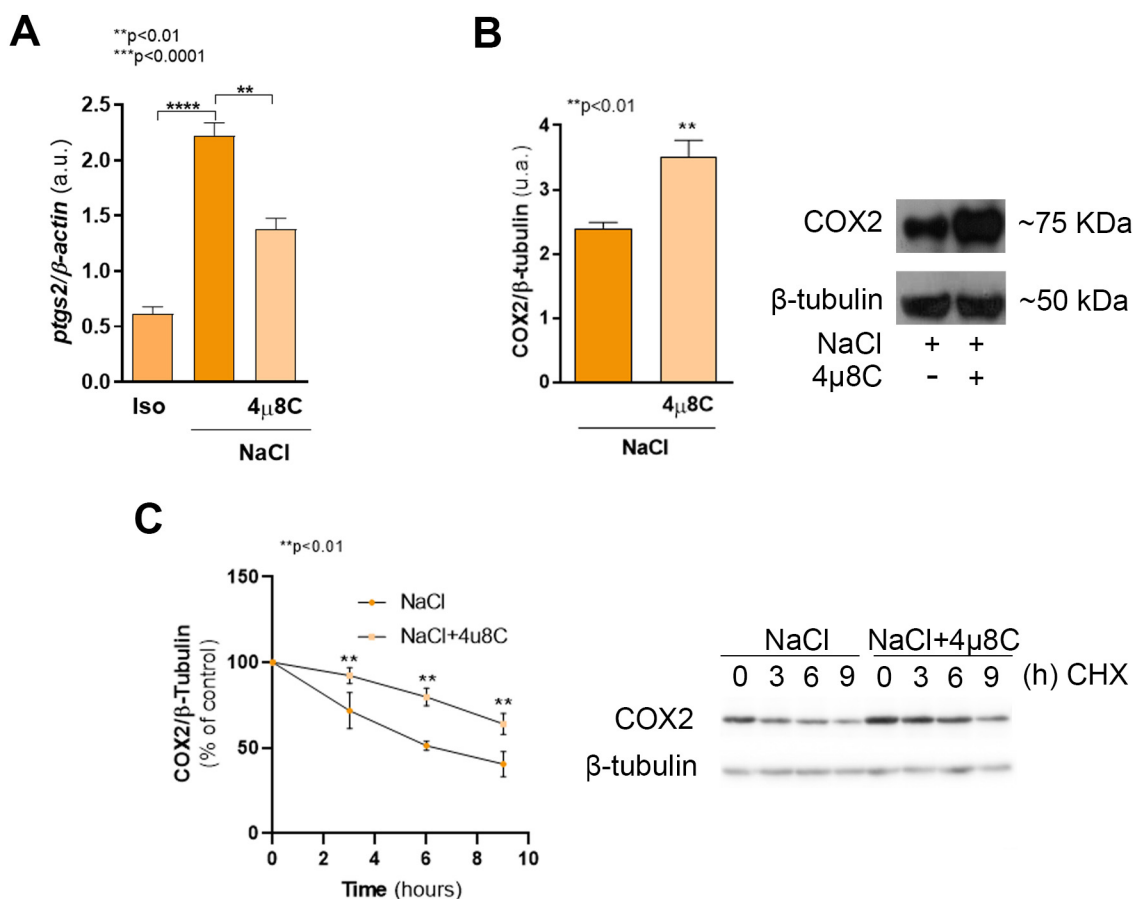 A
**p<0.01
***p<0.0001
****
**
ptgs2/β-actin (a.u.)
2.5
2.0
1.5
1.0
0.5
0.0
Iso
4μ8C
NaCl
B
**p<0.01
**
COX2/β-tubulin (u.a.)
4
3
2
1
0
4μ8C
NaCl
COX2
~75 KDa
β-tubulin
~50 kDa
NaCl + +
4μ8C - +
C
**p<0.01
COX2/β-Tubulin
(% of control)
150
100
50
0
NaCl
NaCl+4u8C
**
**
**
0 2 4 6 8 10
Time (hours)
NaCl NaCl+4μ8C
0 3 6 9 0 3 6 9 (h) CHX
COX2
β-tubulin